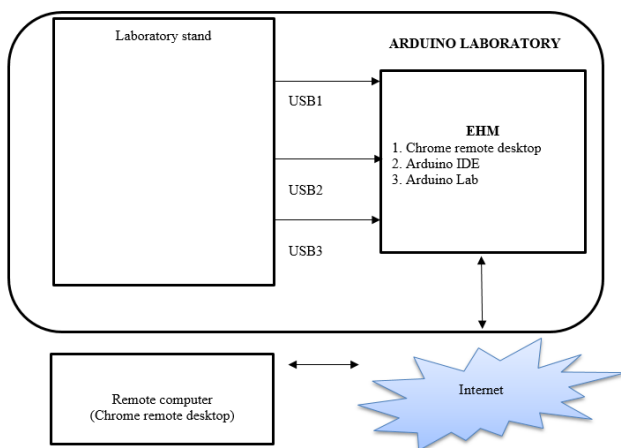 Laboratory stand
ARDUINO LABORATORY
USB1
USB2
USB3
EHM
1. Chrome remote desktop
2. Arduino IDE
3. Arduino Lab
Remote computer
(Chrome remote desktop)
Internet